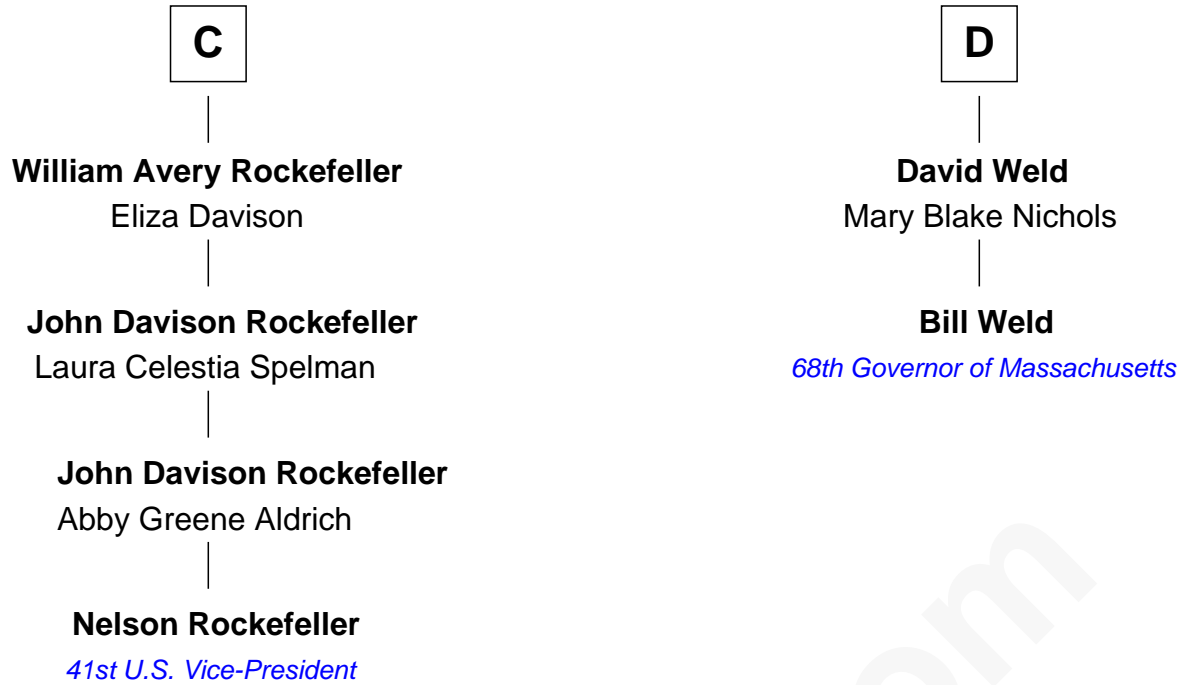 C
William Avery Rockefeller
Eliza Davison
John Davison Rockefeller
Laura Celestia Spelman
John Davison Rockefeller
Abby Greene Aldrich
Nelson Rockefeller
41st U.S. Vice-President
D
David Weld
Mary Blake Nichols
Bill Weld
68th Governor of Massachusetts
om